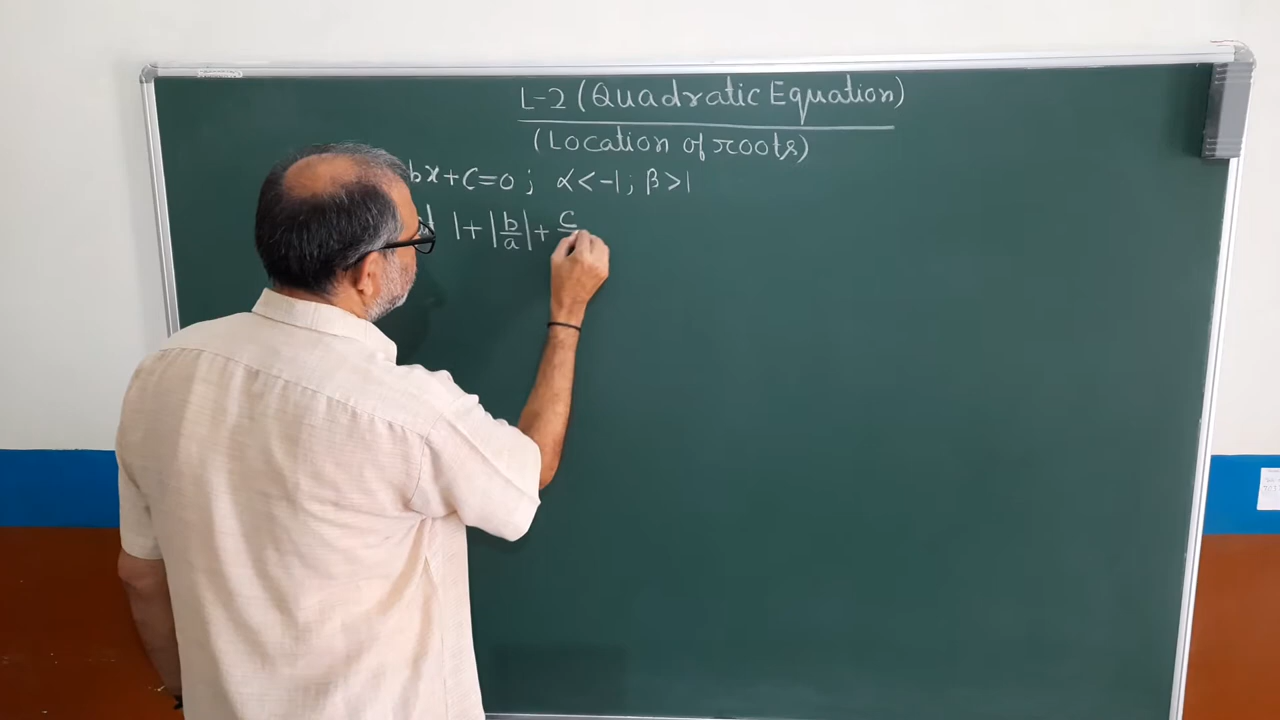 L-2 (Quadratic Equation)
(Location of roots)
bx+c=0 ; α<-1 ; β>1
1+|b/a|+c